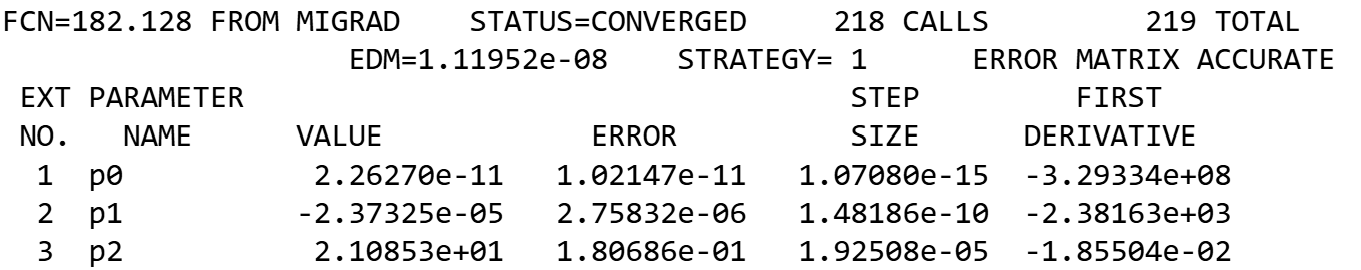 FCN=182.128 FROM MIGRAD    STATUS=CONVERGED     218 CALLS         219 TOTAL
                    EDM=1.11952e-08    STRATEGY= 1      ERROR MATRIX ACCURATE
 EXT PARAMETER                                   STEP         FIRST
 NO.   NAME      VALUE            ERROR          SIZE      DERIVATIVE
  1  p0           2.26270e-11   1.02147e-11   1.07080e-15  -3.29334e+08
  2  p1          -2.37325e-05   2.75832e-06   1.48186e-10  -2.38163e+03
  3  p2           2.10853e+01   1.80686e-01   1.92508e-05  -1.85504e-02